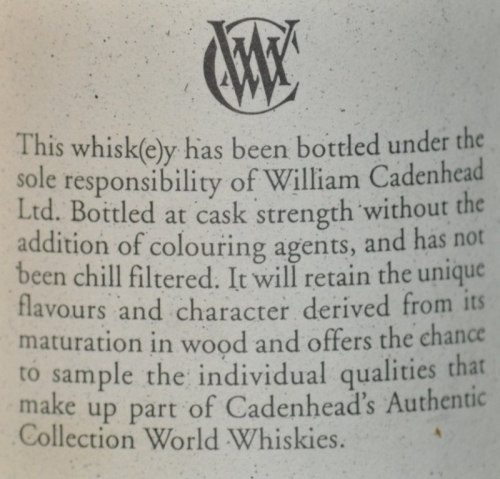 This whisk(e)y has been bottled under the
sole responsibility of William Cadenhead
Ltd. Bottled at cask strength without the
addition of colouring agents, and has not
been chill filtered. It will retain the unique
flavours and character derived from its
maturation in wood and offers the chance
to sample the individual qualities that
make up part of Cadenhead's Authentic
Collection World Whiskies.